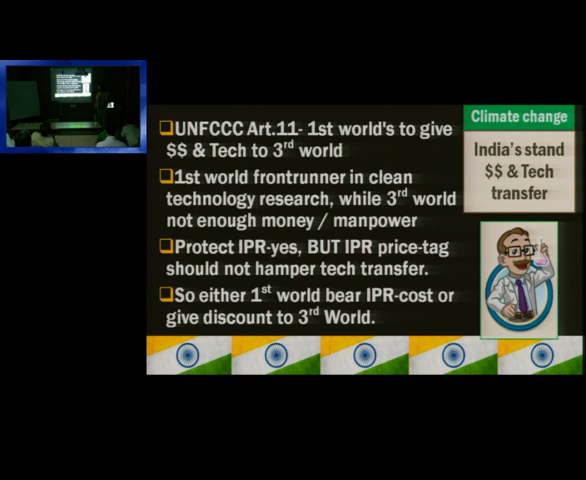 ❑UNFCCC Art.11- 1st world's to give
$$ & Tech to 3rd world
❑1st world frontrunner in clean
technology research, while 3rd world
not enough money / manpower
❑Protect IPR-yes, BUT IPR price-tag
should not hamper tech transfer.
❑So either 1st world bear IPR-cost or
give discount to 3rd World.
Climate change
India's stand
$$ & Tech
transfer